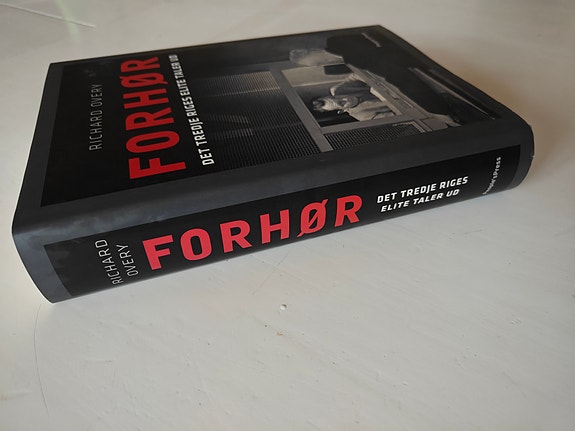 RICHARD OVERY
FORHØR
DET TREDJE RIGES ELITE TALER UD
RICHARD
OVERY
FORHØR
DET TREDJE RIGES
ELITE TALER UD